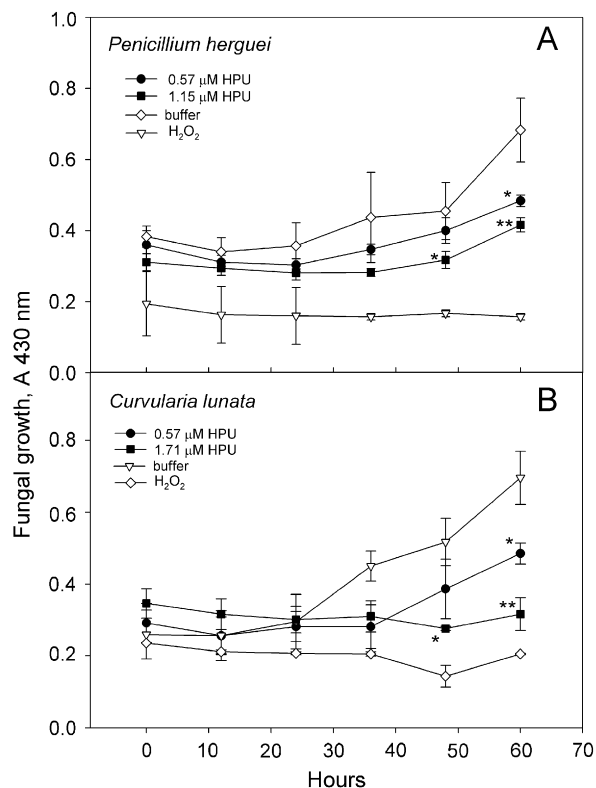 Penicillium herguei
A
0.57 µM HPU
1.15 µM HPU
buffer
H₂O₂
1.0
0.8
0.6
0.4
0.2
0.0
*
*
**
Curvularia lunata
B
0.57 µM HPU
1.71 µM HPU
buffer
H₂O₂
0.8
0.6
0.4
0.2
0.0
*
*
**
Fungal growth, A 430 nm
0 10 20 30 40 50 60 70
Hours